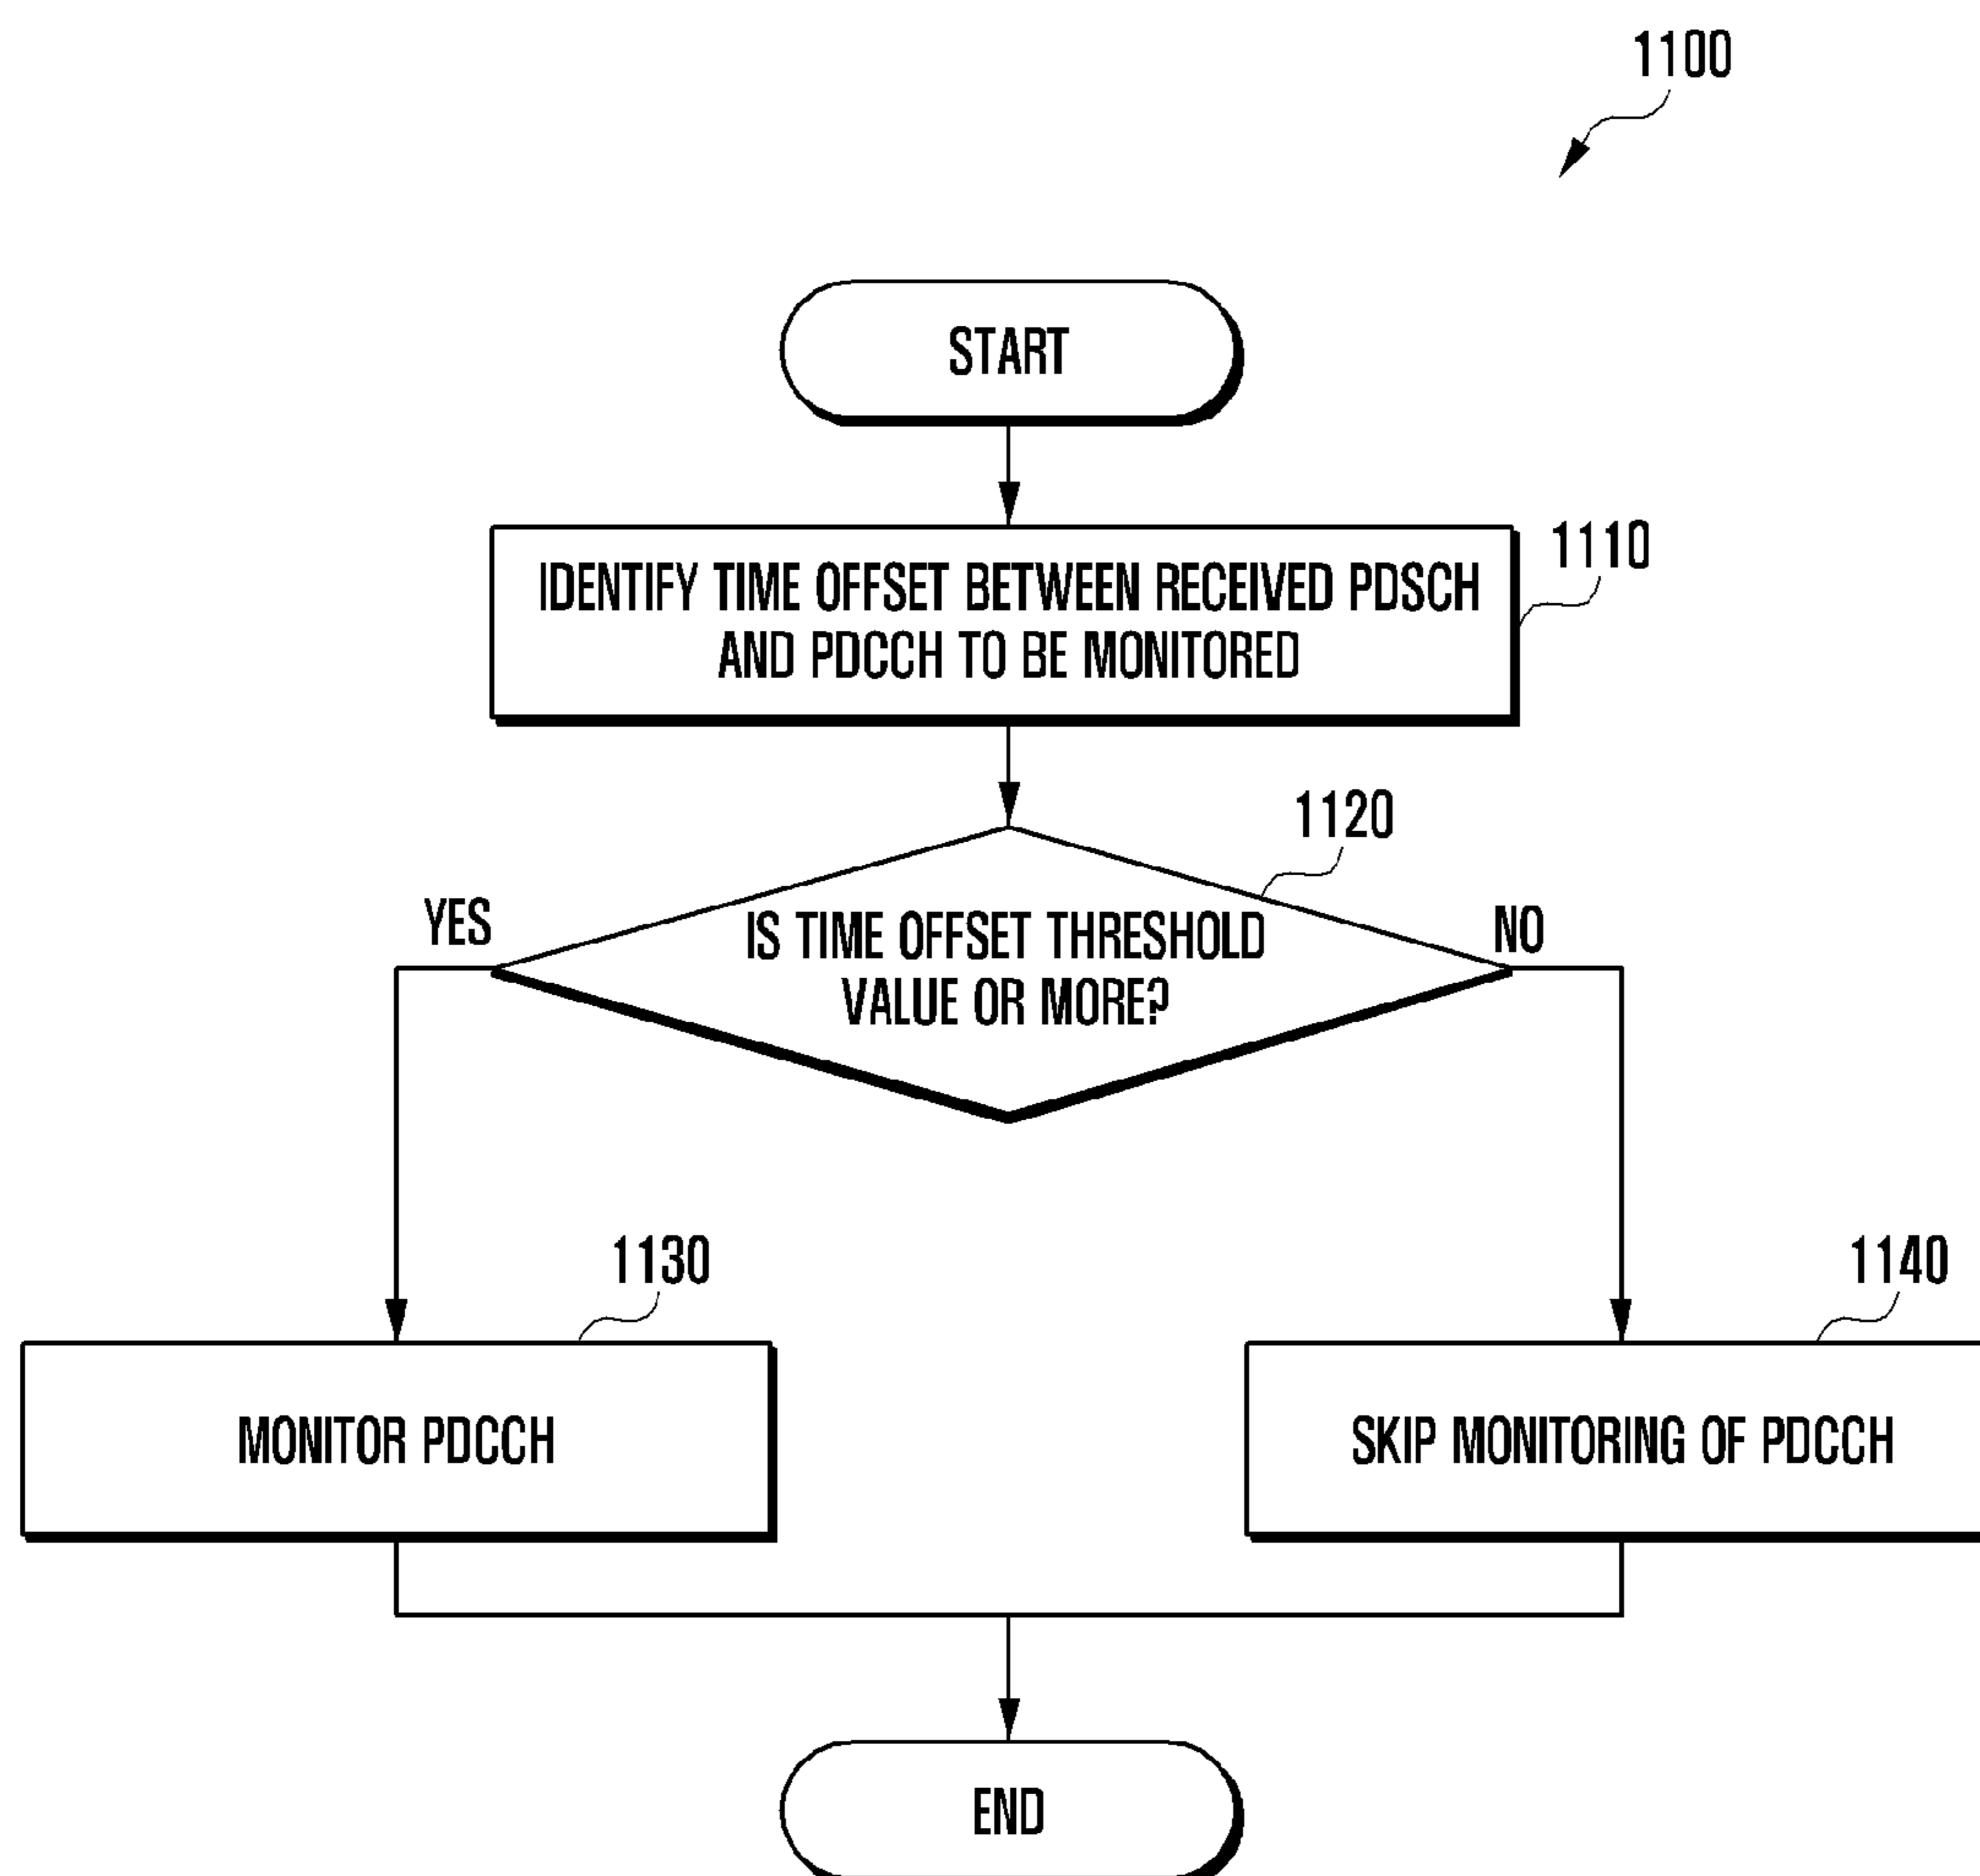 1100
START
IDENTIFY TIME OFFSET BETWEEN RECEIVED PDSCH
AND PDCCH TO BE MONITORED
1110
1120
YES
IS TIME OFFSET THRESHOLD
VALUE OR MORE?
NO
1130
1140
MONITOR PDCCH
SKIP MONITORING OF PDCCH
END